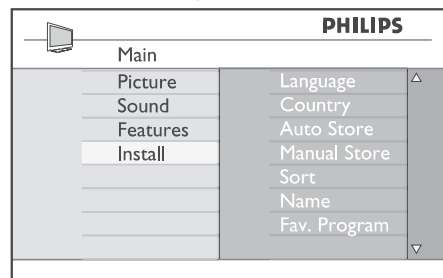 PHILIPS
Main
Picture
Sound
Features
Install
Language
Country
Auto Store
Manual Store
Sort
Name
Fav. Program